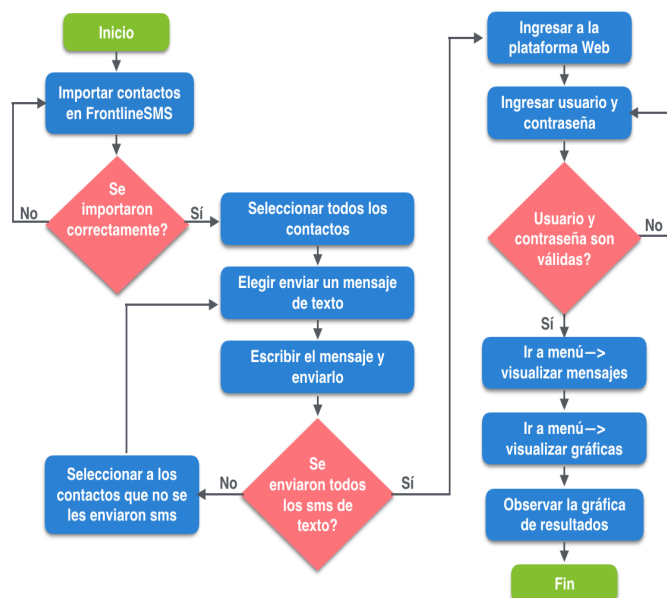 Inicio
Importar contactos
en FrontlineSMS
Se
importaron
correctamente?
No
Sí
Seleccionar todos los
contactos
Elegir enviar un mensaje
de texto
Escribir el mensaje y
enviarlo
Se
enviaron todos
los sms de
texto?
No
Sí
Seleccionar a los
contactos que no se
les enviaron sms
Ingresar a la
plataforma Web
Ingresar usuario y
contraseña
Usuario y
contraseña son
válidas?
No
Sí
Ir a menú—>
visualizar mensajes
Ir a menú—>
visualizar gráficas
Observar la gráfica
de resultados
Fin